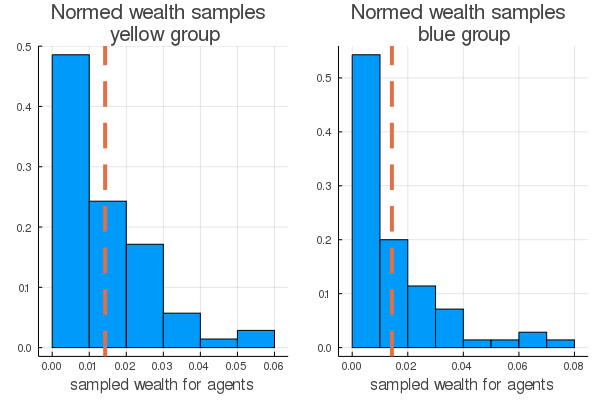 Normed wealth samples
yellow group
0.5
0.4
0.3
0.2
0.1
0.0
0.00 0.01 0.02 0.03 0.04 0.05 0.06
sampled wealth for agents
Normed wealth samples
blue group
0.5
0.4
0.3
0.2
0.1
0.0
0.00 0.02 0.04 0.06 0.08
sampled wealth for agents